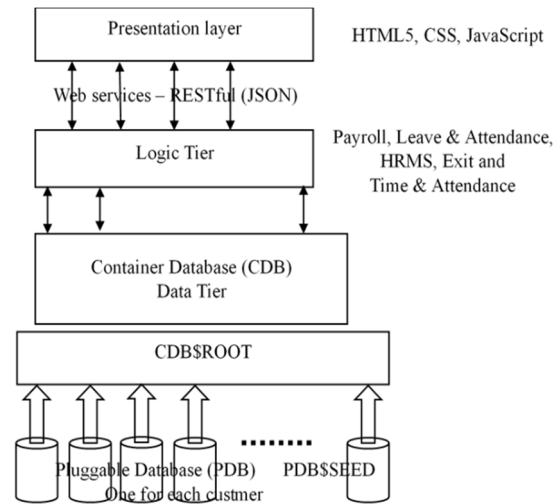 Presentation layer
HTML5, CSS, JavaScript
Web services – RESTful (JSON)
Logic Tier
Payroll, Leave & Attendance,
HRMS, Exit and
Time & Attendance
Container Database (CDB)
Data Tier
CDB$ROOT
Pluggable Database (PDB)
PDB$SEED
One for each custmer